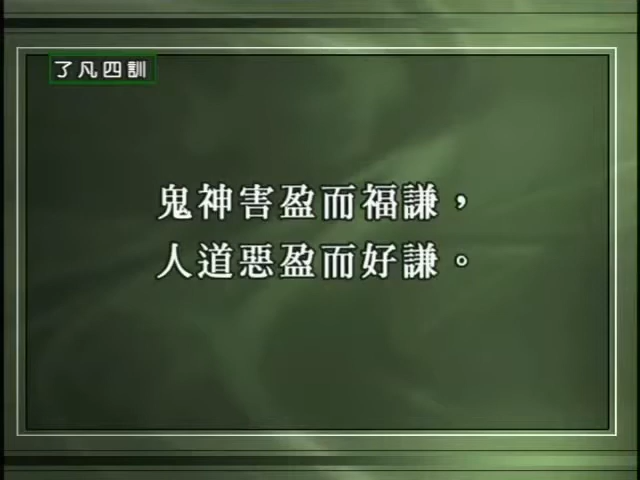 了凡四訓
鬼神害盈而福謙，
人道惡盈而好謙。